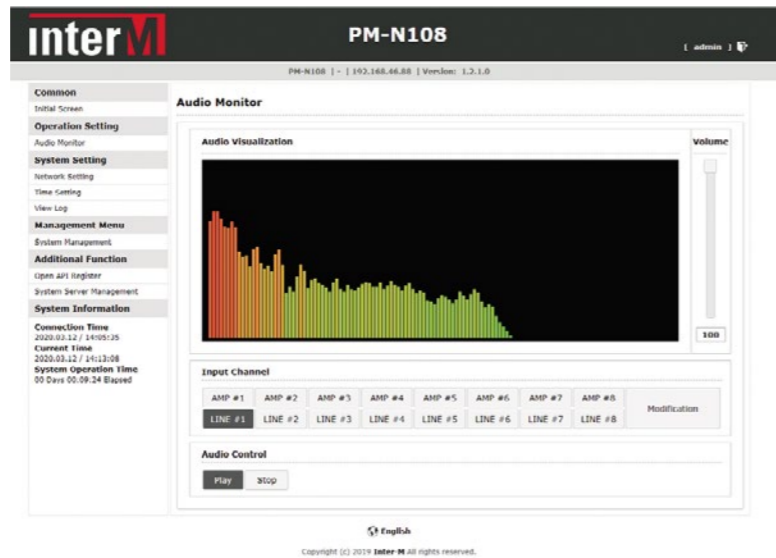 inter M
PM-N108
[ admin ]
PM-N108 | - | 192.168.46.88 | Version: 1.2.1.0
Common
Initial Screen
Operation Setting
Audio Monitor
System Setting
Network Setting
Time Setting
View Log
Management Menu
System Management
Additional Function
Open API Register
System Server Management
System Information
Connection Time
2020.03.12 / 14:05:35
Current Time
2020.03.12 / 14:13:08
System Operation Time
00 Days 00:09:24 Elapsed
Audio Monitor
Audio Visualization
Volume
100
Input Channel
AMP #1 AMP #2 AMP #3 AMP #4 AMP #5 AMP #6 AMP #7 AMP #8
LINE #1 LINE #2 LINE #3 LINE #4 LINE #5 LINE #6 LINE #7 LINE #8
Modification
Audio Control
Play Stop
English
Copyright (c) 2019 Inter-M All rights reserved.